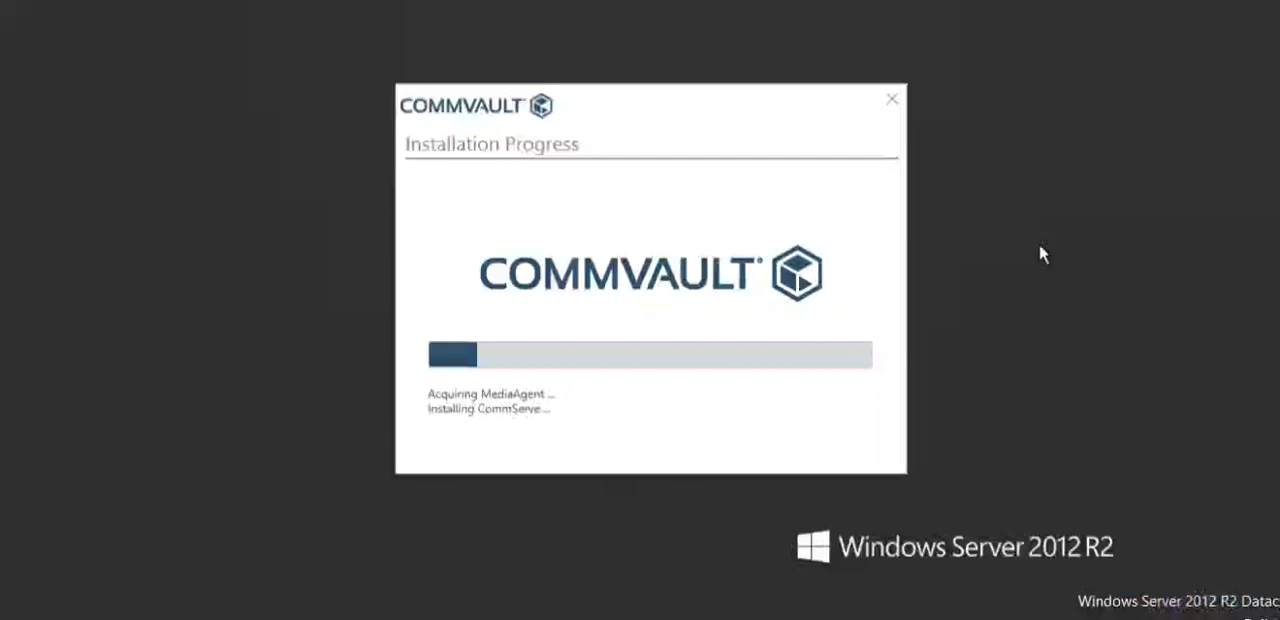 COMMVAULT
Installation Progress
COMMVAULT
Acquiring MediaAgent ...
Installing CommServe ...
Windows Server 2012 R2
Windows Server 2012 R2 Datac